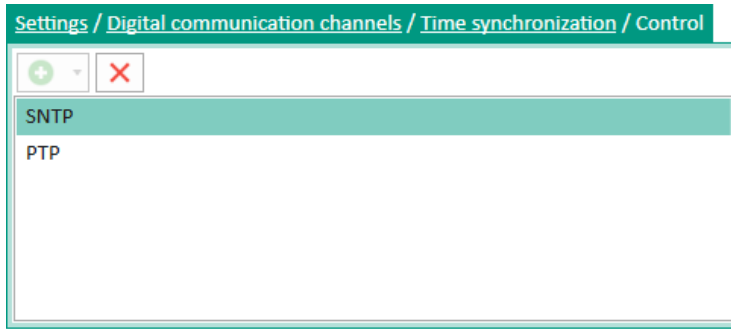 Settings / Digital communication channels / Time synchronization / Control
SNTP
PTP